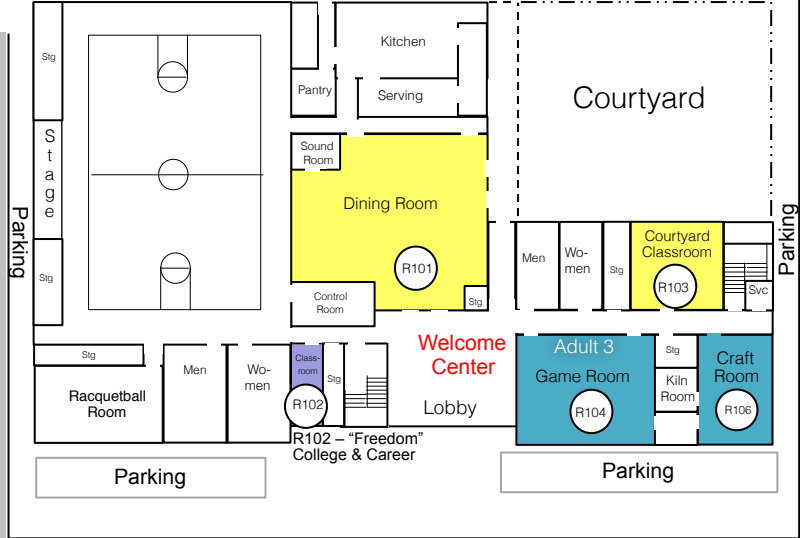 Kitchen
Stg
Pantry
Serving
Courtyard
Stage
Sound
Room
Dining Room
Parking
Parking
Men
Wo-
men
Stg
Courtyard
Classroom
R101
R103
Svc
Stg
Control
Room
Stg
Welcome
Center
Lobby
Adult 3
Game Room
R104
Stg
Kiln
Room
Craft
Room
R106
Stg
Racquetball
Room
Men
Wo-
men
Class-
room
R102
Stg
R102 – “Freedom”
College & Career
Parking
Parking